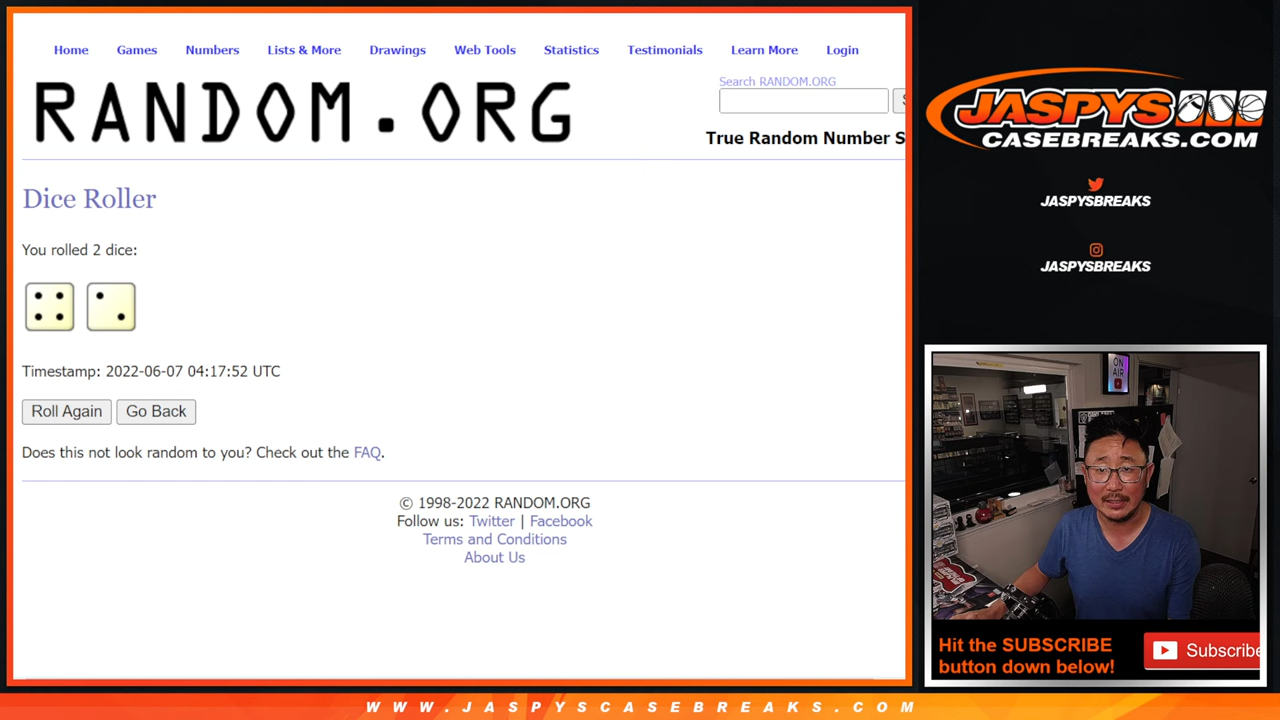 Home Games Numbers Lists & More Drawings Web Tools Statistics Testimonials Learn More Login
RANDOM.ORG
Search RANDOM.ORG
True Random Number S
Dice Roller
You rolled 2 dice:
Timestamp: 2022-06-07 04:17:52 UTC
Roll Again Go Back
Does this not look random to you? Check out the FAQ.
© 1998-2022 RANDOM.ORG
Follow us: Twitter | Facebook
Terms and Conditions
About Us
JASPYS
CASEBREAKS.COM
JASPYSBREAKS
JASPYSBREAKS
ON
AIR
Hit the SUBSCRIBE
button down below!
Subscribe
WWW.JASPYSCASEBREAKS.COM